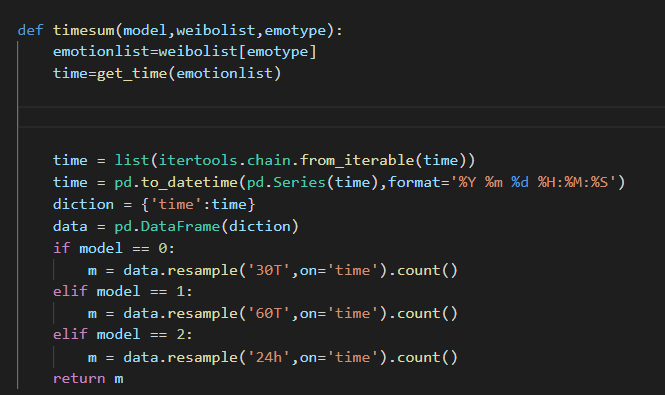 def timesum(model,weibolist,emotype):
    emotionlist=weibolist[emotype]
    time=get_time(emotionlist)
    time = list(itertools.chain.from_iterable(time))
    time = pd.to_datetime(pd.Series(time),format='%Y %m %d %H:%M:%S')
    diction = {'time':time}
    data = pd.DataFrame(diction)
    if model == 0:
        m = data.resample('30T',on='time').count()
    elif model == 1:
        m = data.resample('60T',on='time').count()
    elif model == 2:
        m = data.resample('24h',on='time').count()
    return m